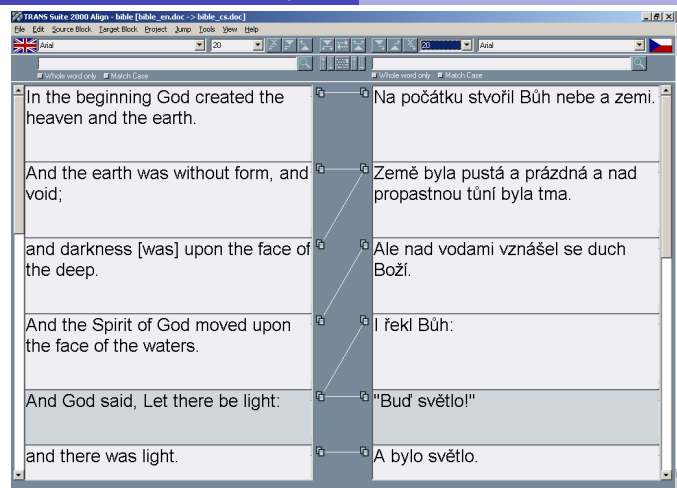 TRANS Suite 2000 Align - bible [bible_en.doc -> bible_cs.doc]
File Edit Source Block Target Block Project Jump Tools View Help
Arial 20 20 Arial
Whole word only Match Case Whole word only Match Case
In the beginning God created the
heaven and the earth.
Na počátku stvořil Bůh nebe a zemi.
And the earth was without form, and
void;
Země byla pustá a prázdná a nad
propastnou tůní byla tma.
and darkness [was] upon the face of
the deep.
Ale nad vodami vznášel se duch
Boží.
And the Spirit of God moved upon
the face of the waters.
I řekl Bůh:
And God said, Let there be light:
"Buď světlo!"
and there was light.
A bylo světlo.